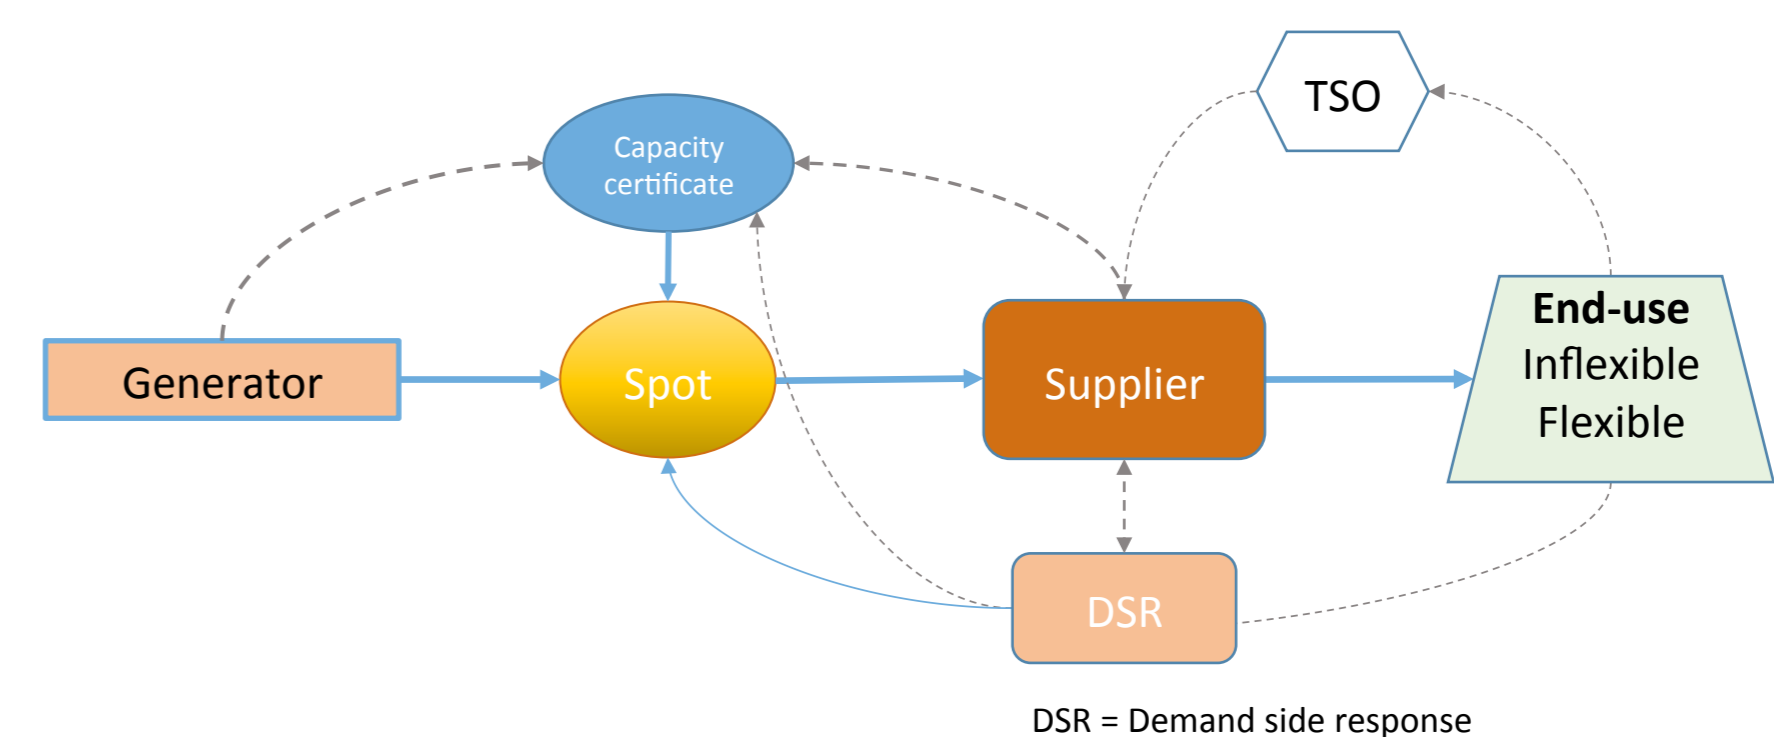 TSO
Capacity
certificate
Generator
Spot
Supplier
End-use
Inflexible
Flexible
DSR
DSR = Demand side response